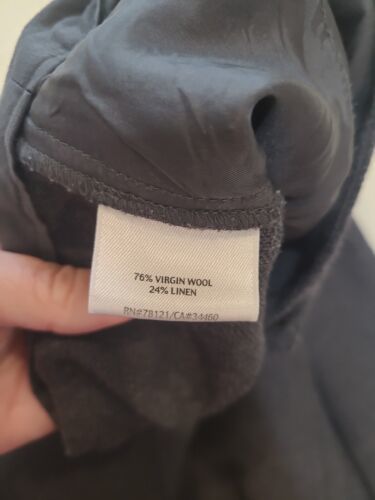 76% VIRGIN WOOL
24% LINEN
RN#78121/CA#34460